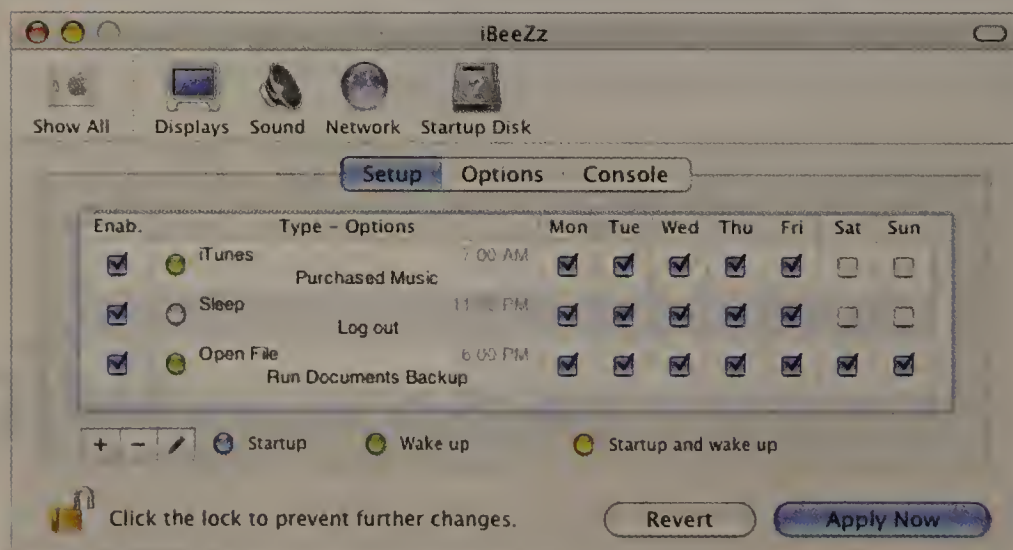 iBeeZz
Show All Displays Sound Network Startup Disk
Setup Options Console
Enab. Type - Options Mon Tue Wed Thu Fri Sat Sun
iTunes 7:00 AM
Purchased Music
Sleep PM
Log out
Open File 6:00 PM
Run Documents Backup
+ - Startup Wake up Startup and wake up
Click the lock to prevent further changes. Revert Apply Now